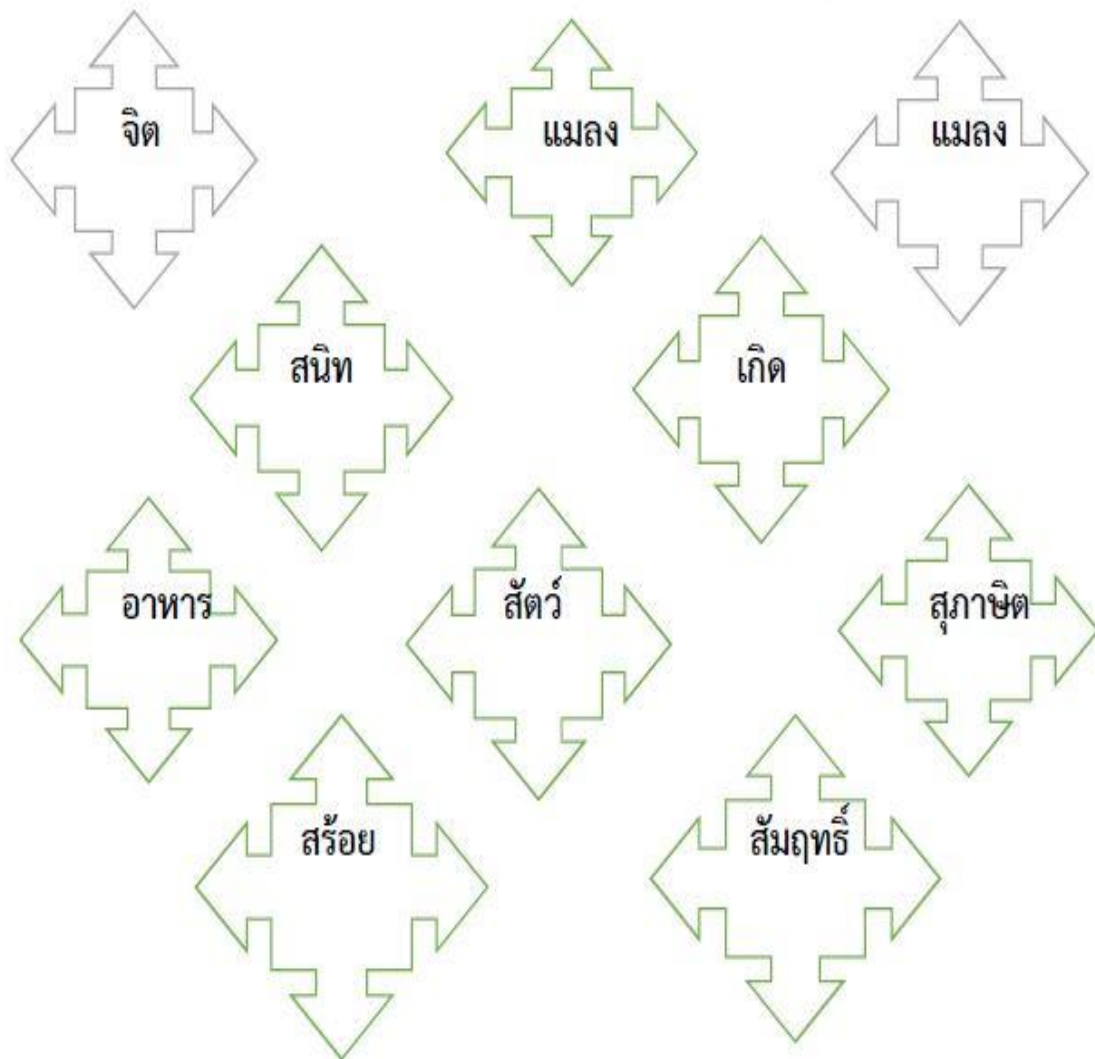 จิต
แมลง
แมลง
สนิท
เกิด
อาหาร
สัตว์
สุภาษิต
สร้อย
สัมฤทธิ์